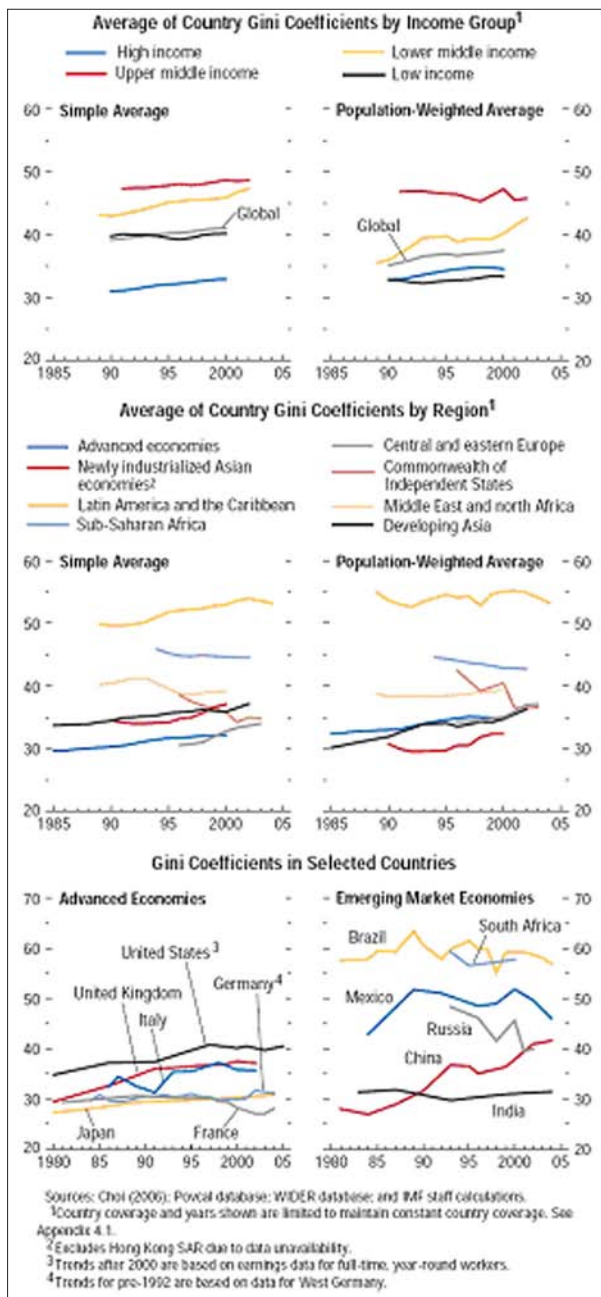 Average of Country Gini Coefficients by Income Group1
High income
Lower middle income
Upper middle income
Low income
Simple Average
Population-Weighted Average
60
60
50
50
Global
40
Global
40
30
30
20
20
1985 90 95 2000 05
1985 90 95 2000 05
Average of Country Gini Coefficients by Region1
Advanced economies
Newly industrialized Asian
economies2
Latin America and the Caribbean
Sub-Saharan Africa
Central and eastern Europe
Commonwealth of
Independent States
Middle East and north Africa
Developing Asia
Simple Average
Population-Weighted Average
60
60
50
50
40
40
30
30
20
20
1985 90 95 2000 05
1985 90 95 2000 05
Gini Coefficients in Selected Countries
Advanced Economies
Emerging Market Economies
70
70
60
United States3
Germany4
United Kingdom
Italy
Brazil
South Africa
60
50
Mexico
Russia
50
40
China
40
30
India
30
Japan
France
20
20
1980 85 90 95 2000 05
1980 85 90 95 2000 05
Sources: Choi (2006); Povcal database; WIDER database; and IMF staff calculations.
1Country coverage and years shown are limited to maintain constant country coverage. See
Appendix 4.1.
2Excludes Hong Kong SAR due to data unavailability.
3Trends after 2000 are based on earnings data for full-time, year-round workers.
4Trends for pre-1992 are based on data for West Germany.